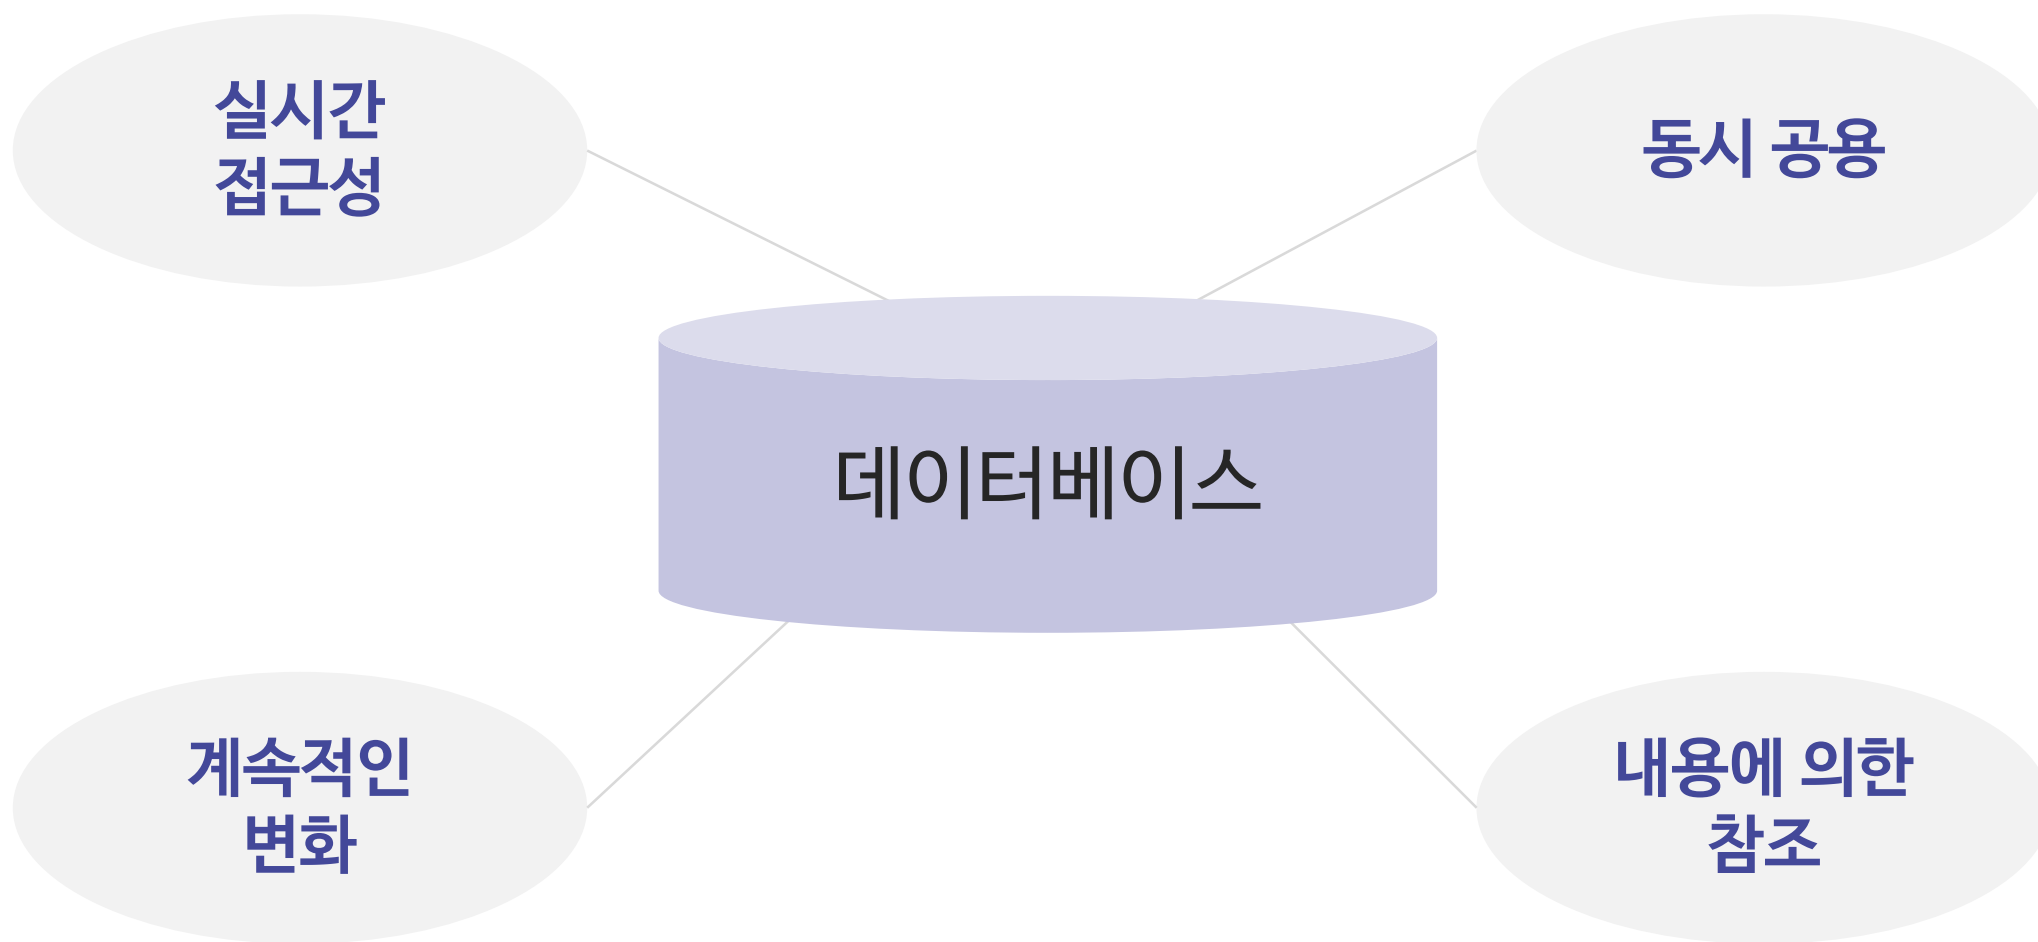 실시간
접근성
동시 공용
데이터베이스
계속적인
변화
내용에 의한
참조